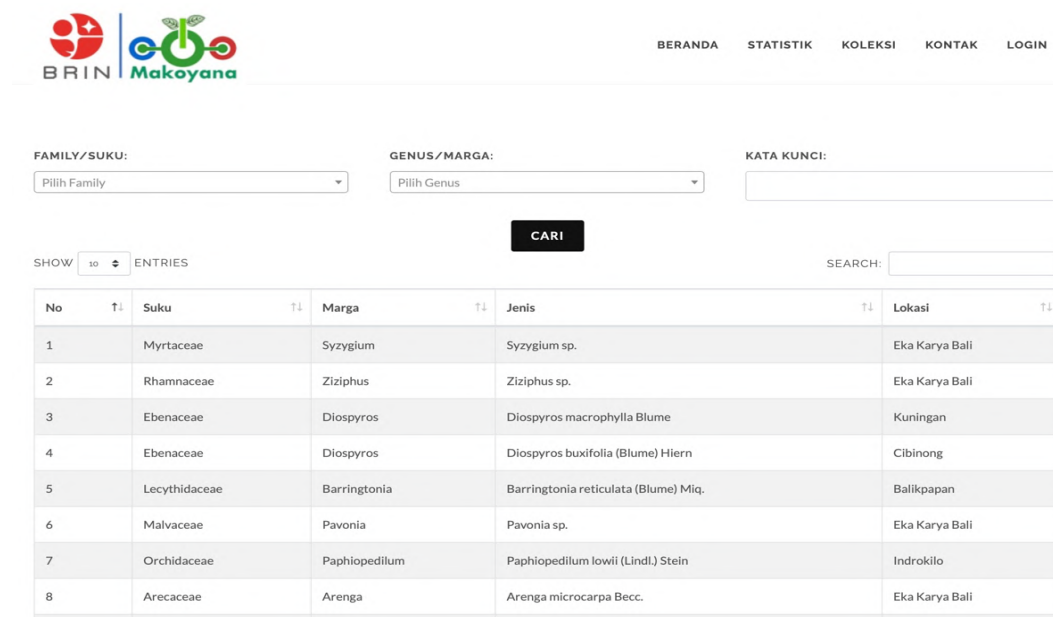 BRIN Makoyana
BERANDA STATISTIK KOLEKSI KONTAK LOGIN
FAMILY/SUKU: GENUS/MARGA: KATA KUNCI:
Pilih Family Pilih Genus
CARI
SHOW 10 ENTRIES SEARCH:
No Suku Marga Jenis Lokasi
1 Myrtaceae Syzygium Syzygium sp. Eka Karya Bali
2 Rhamnaceae Ziziphus Ziziphus sp. Eka Karya Bali
3 Ebenaceae Diospyros Diospyros macrophylla Blume Kuningan
4 Ebenaceae Diospyros Diospyros buxifolia (Blume) Hiern Cibinong
5 Lecythidaceae Barringtonia Barringtonia reticulata (Blume) Miq. Balikpapan
6 Malvaceae Pavonia Pavonia sp. Eka Karya Bali
7 Orchidaceae Paphiopedilum Paphiopedilum lowii (Lindl.) Stein Indrokilo
8 Arecaceae Arenga Arenga microcarpa Becc. Eka Karya Bali